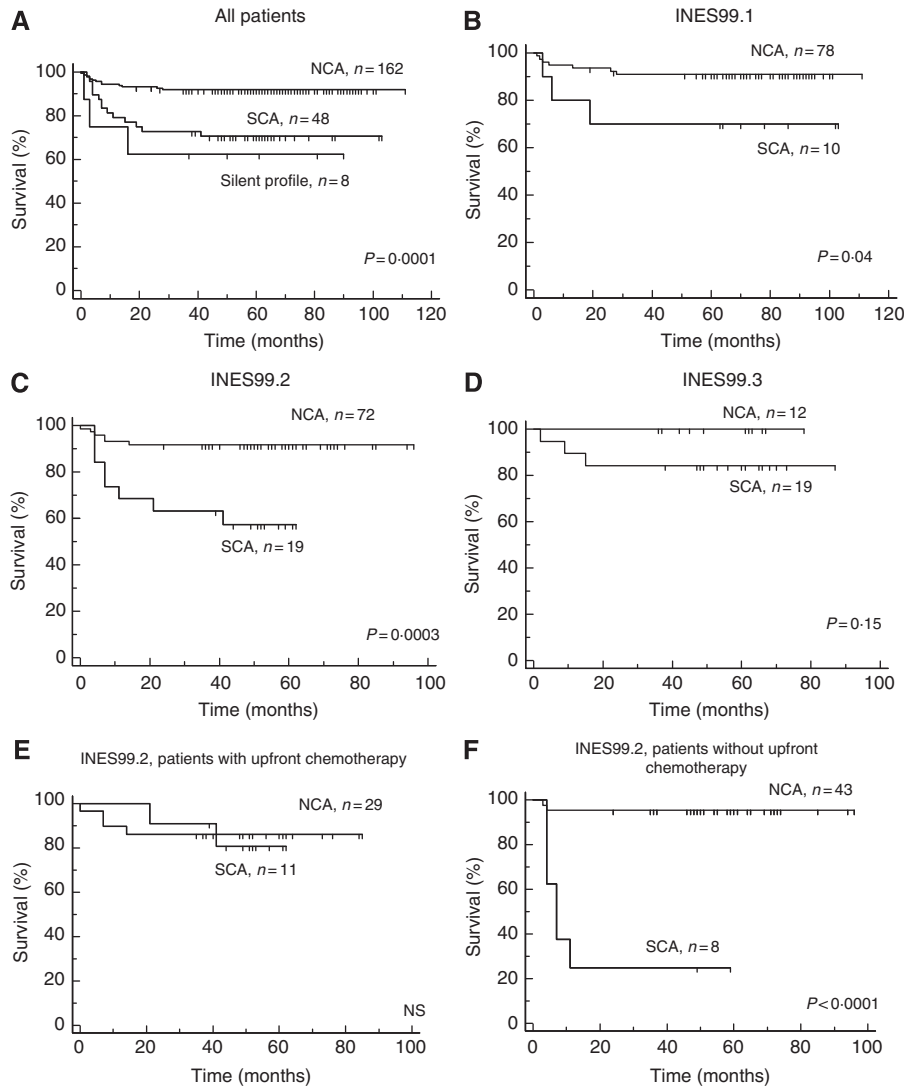 A
All patients
100
80
60
40
20
0
Survival (%)
NCA, n=162
SCA, n=48
Silent profile, n=8
P=0·0001
0 20 40 60 80 100 120
Time (months)
B
INES99.1
100
80
60
40
20
0
Survival (%)
NCA, n=78
SCA, n=10
P=0·04
0 20 40 60 80 100 120
Time (months)
C
INES99.2
100
80
60
40
20
0
Survival (%)
NCA, n=72
SCA, n=19
P=0·0003
0 20 40 60 80 100
Time (months)
D
INES99.3
100
80
60
40
20
0
Survival (%)
NCA, n=12
SCA, n=19
P=0·15
0 20 40 60 80 100
Time (months)
E
INES99.2, patients with upfront chemotherapy
100
80
60
40
20
0
Survival (%)
NCA, n=29
SCA, n=11
NS
0 20 40 60 80 100
Time (months)
F
INES99.2, patients without upfront
chemotherapy
100
80
60
40
20
0
Survival (%)
NCA, n=43
SCA, n=8
P<0·0001
0 20 40 60 80 100
Time (months)